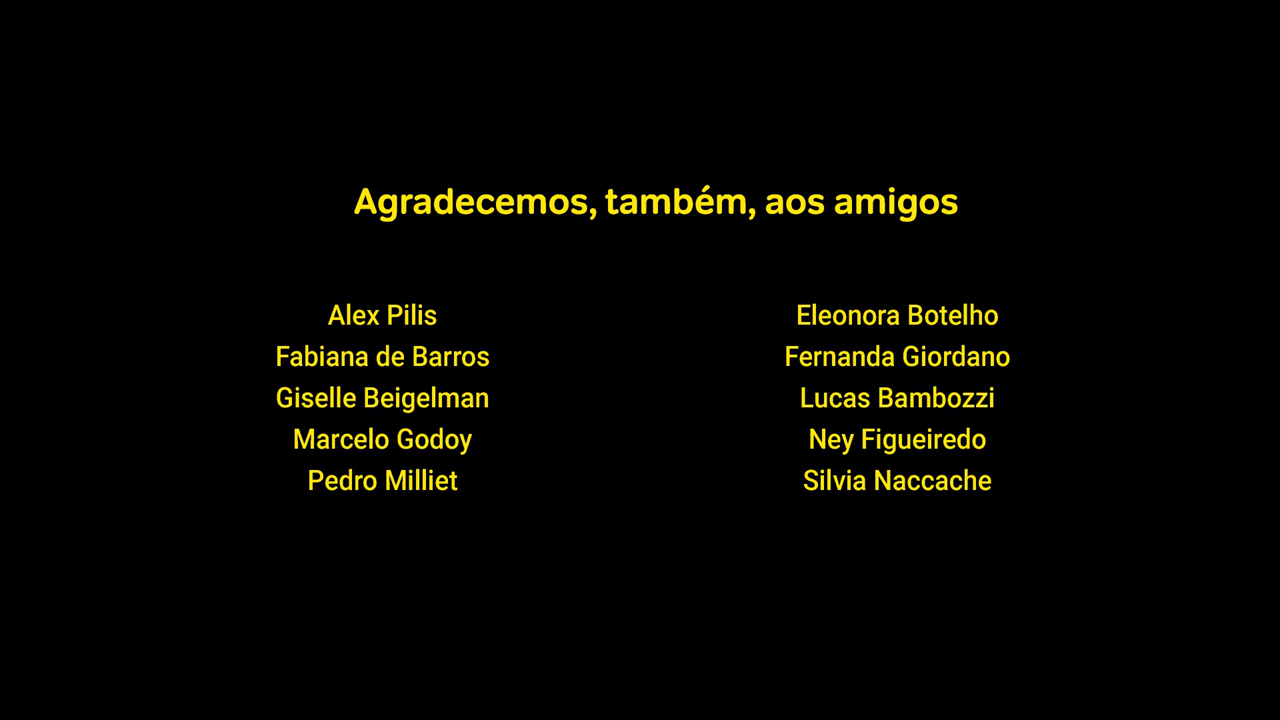 Agradecemos, também, aos amigos
Alex Pilis
Fabiana de Barros
Giselle Beigelman
Marcelo Godoy
Pedro Milliet
Eleonora Botelho
Fernanda Giordano
Lucas Bambozzi
Ney Figueiredo
Silvia Naccache